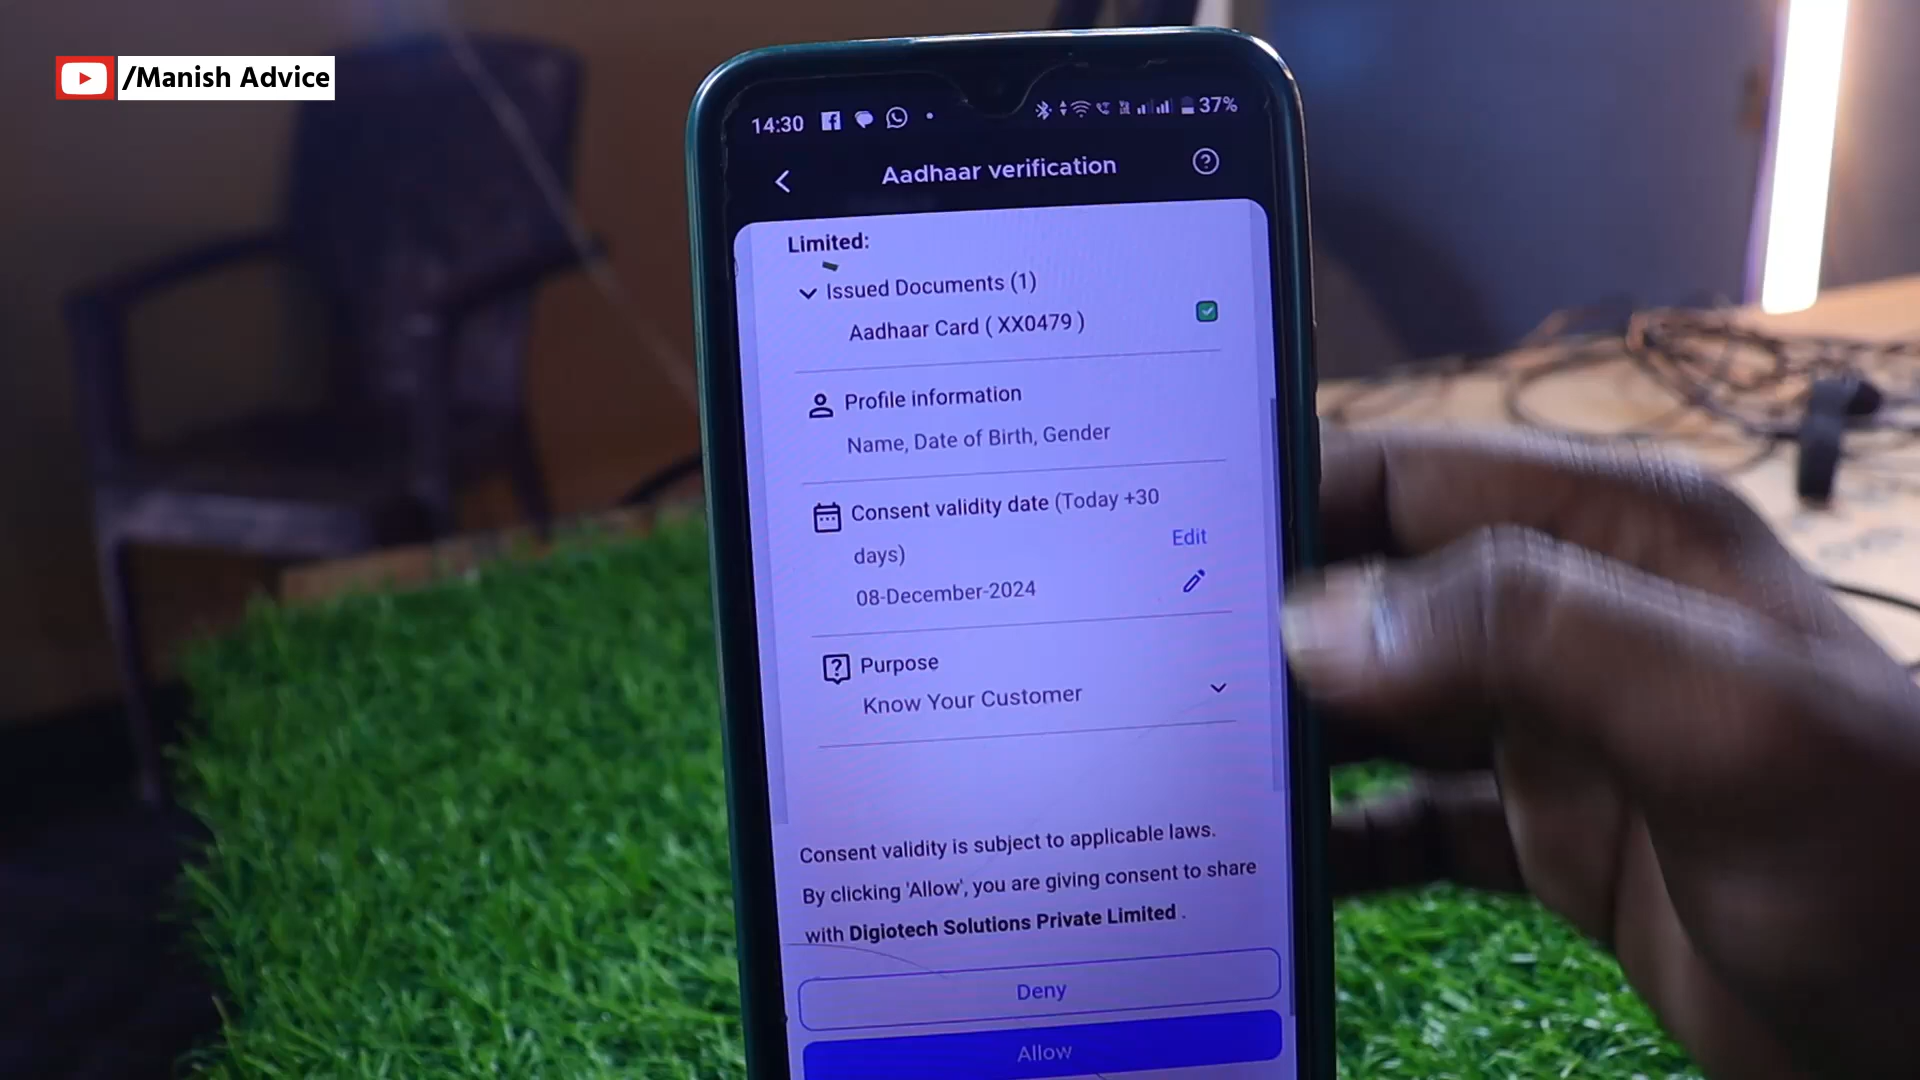 /Manish Advice
14:30
37%
Aadhaar verification
Limited:
Issued Documents (1)
Aadhaar Card ( XX0479 )
Profile information
Name, Date of Birth, Gender
Consent validity date (Today +30
days)
Edit
08-December-2024
Purpose
Know Your Customer
Consent validity is subject to applicable laws.
By clicking 'Allow', you are giving consent to share
with Digiotech Solutions Private Limited .
Deny
Allow